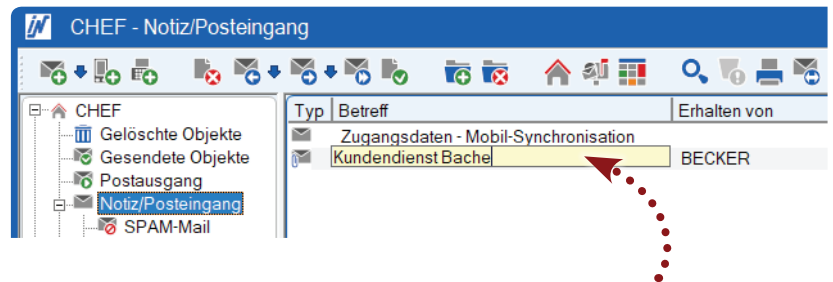 CHEF - Notiz/Posteingang
CHEF
Gelöschte Objekte
Gesendete Objekte
Postausgang
Notiz/Posteingang
SPAM-Mail
Typ Betreff Erhalten von
Zugangsdaten - Mobil-Synchronisation
Kundendienst Bache BECKER